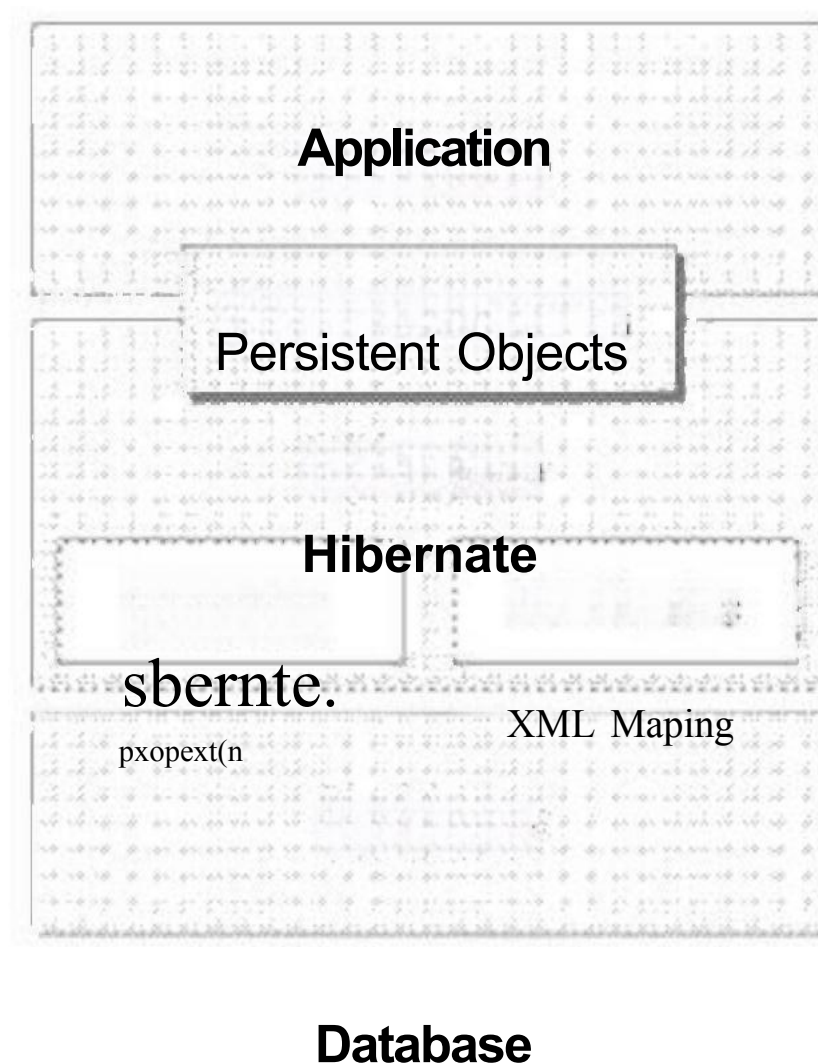 Application
Persistent Objects
Hibernate
sbernte.
pxopext(n
XML Maping
Database